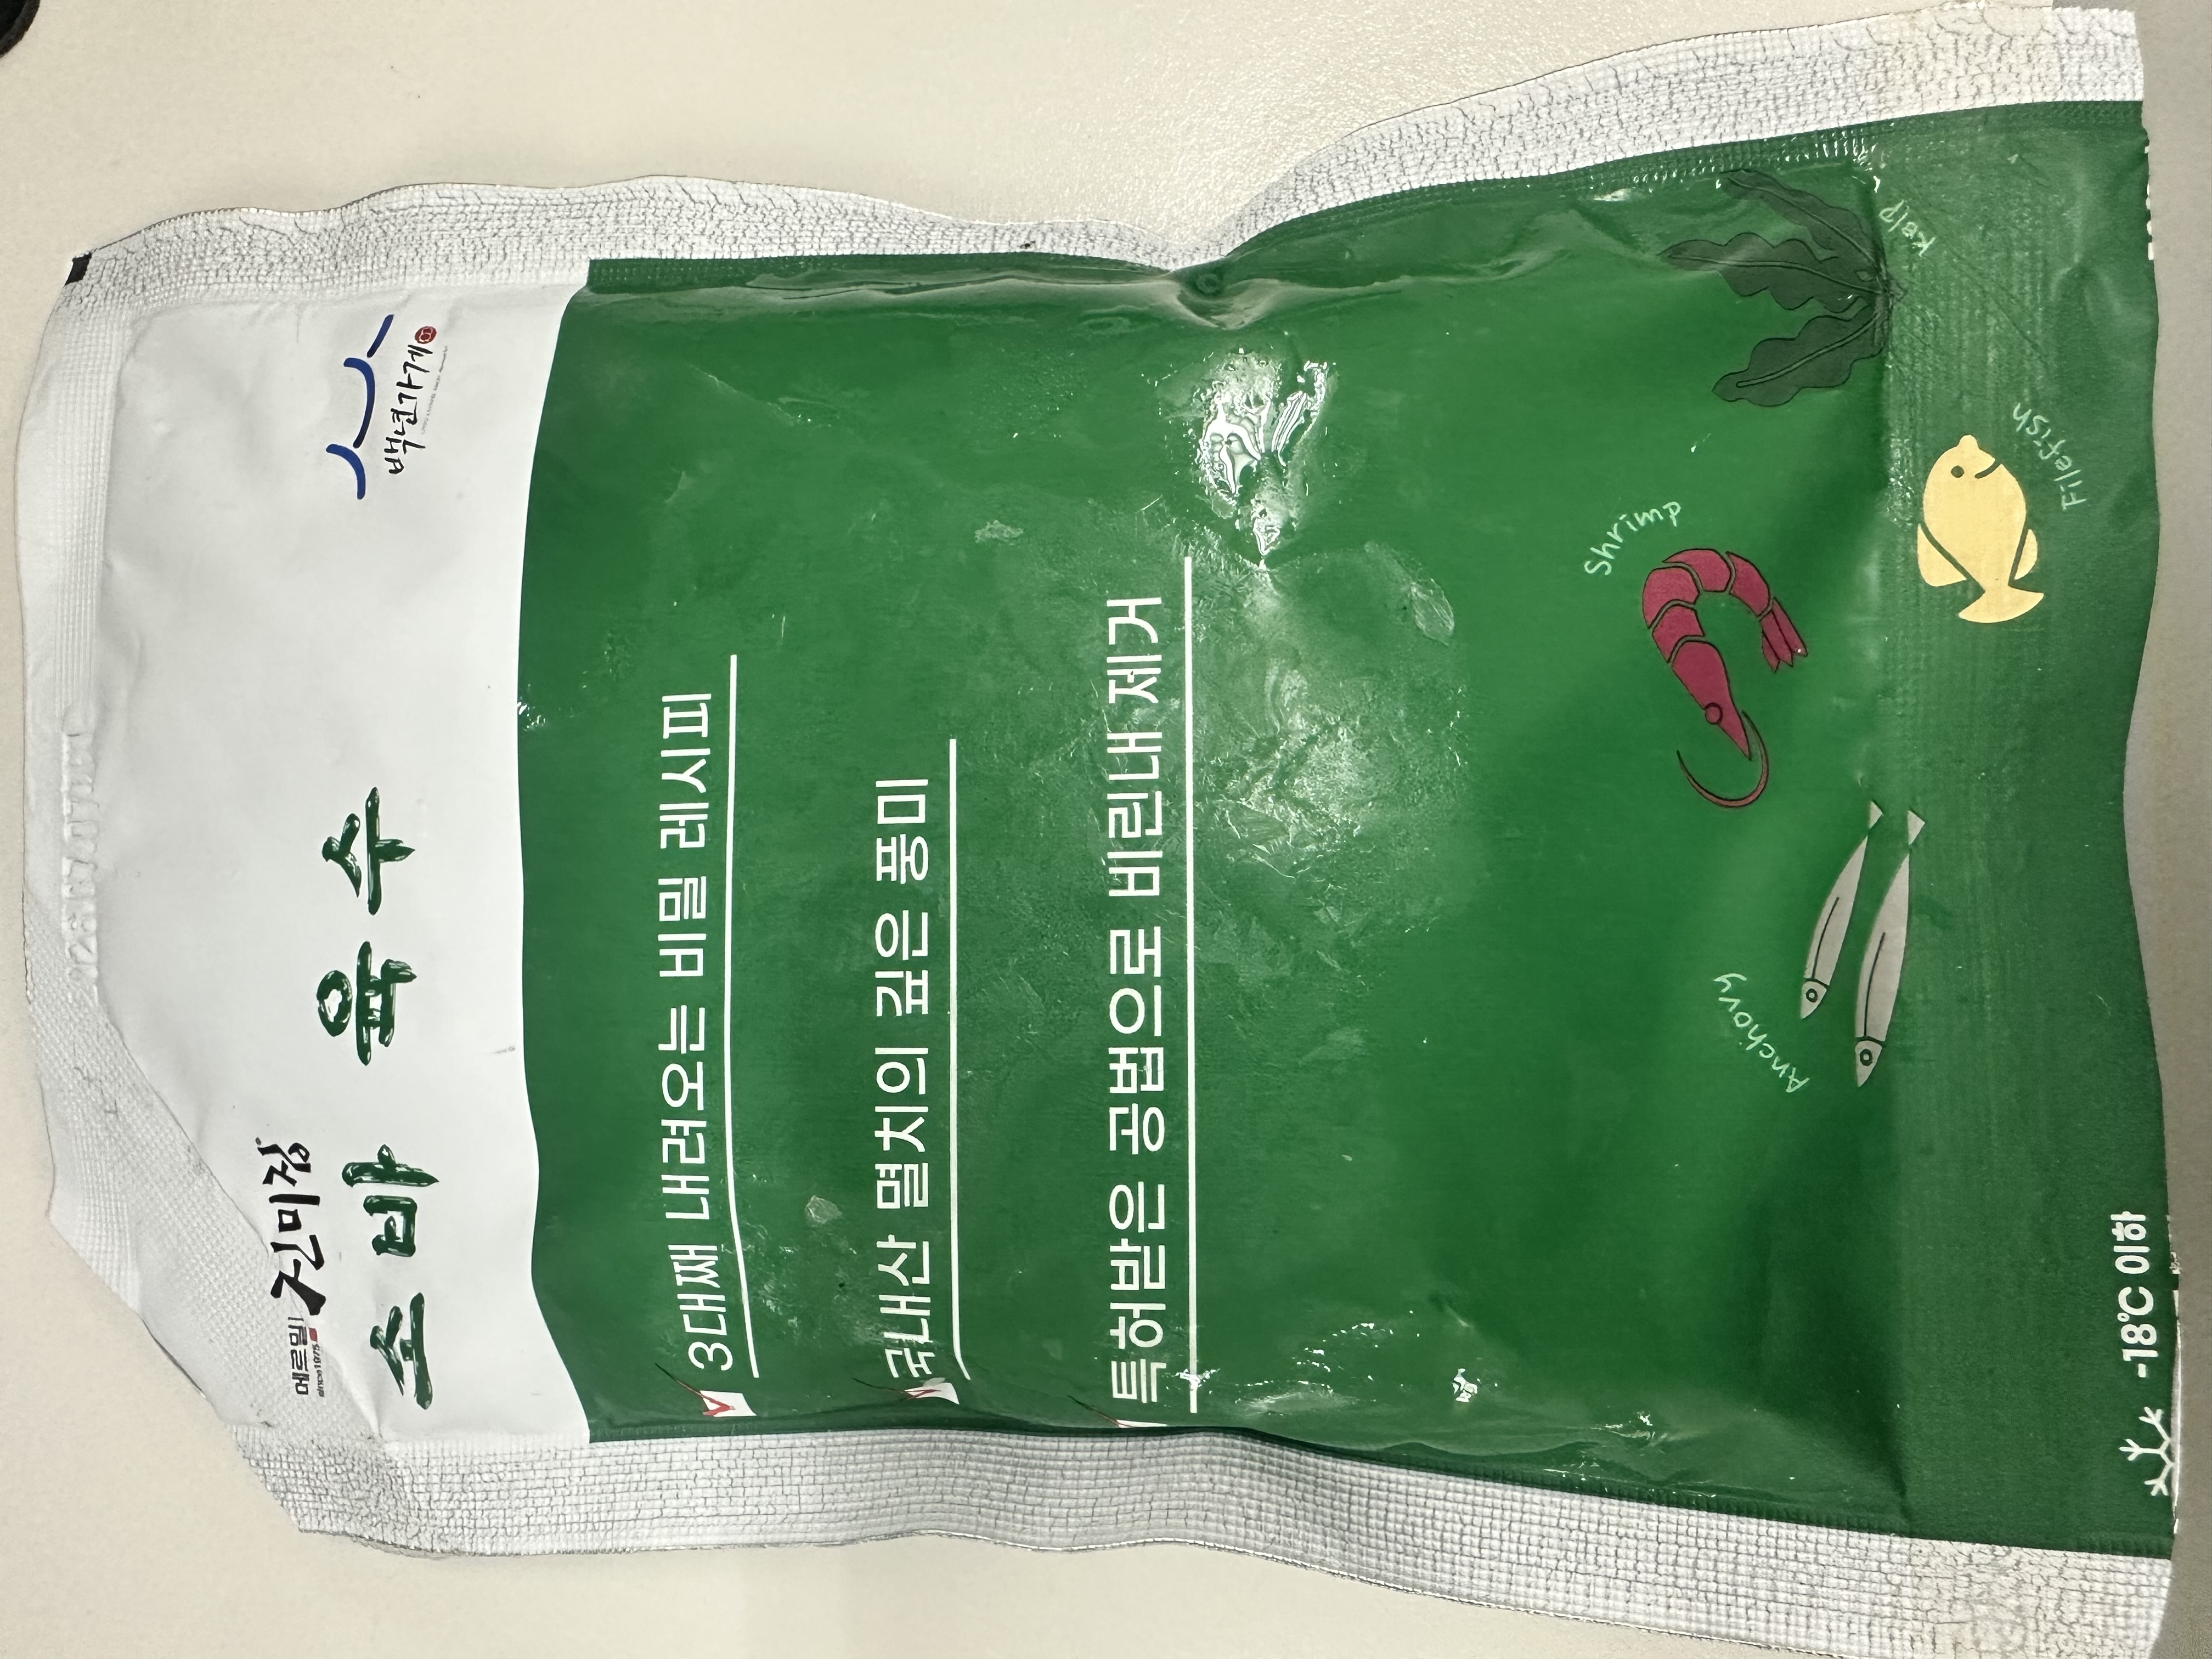 메르밀 진미집
since1975
소바 육수
백년가게
3대째 내려오는 비밀 레시피
국내산 멸치의 깊은 풍미
특허받은 공법으로 비린내 제거
Shrimp
kelp
Anchovy
Filefish
-18℃ 이하